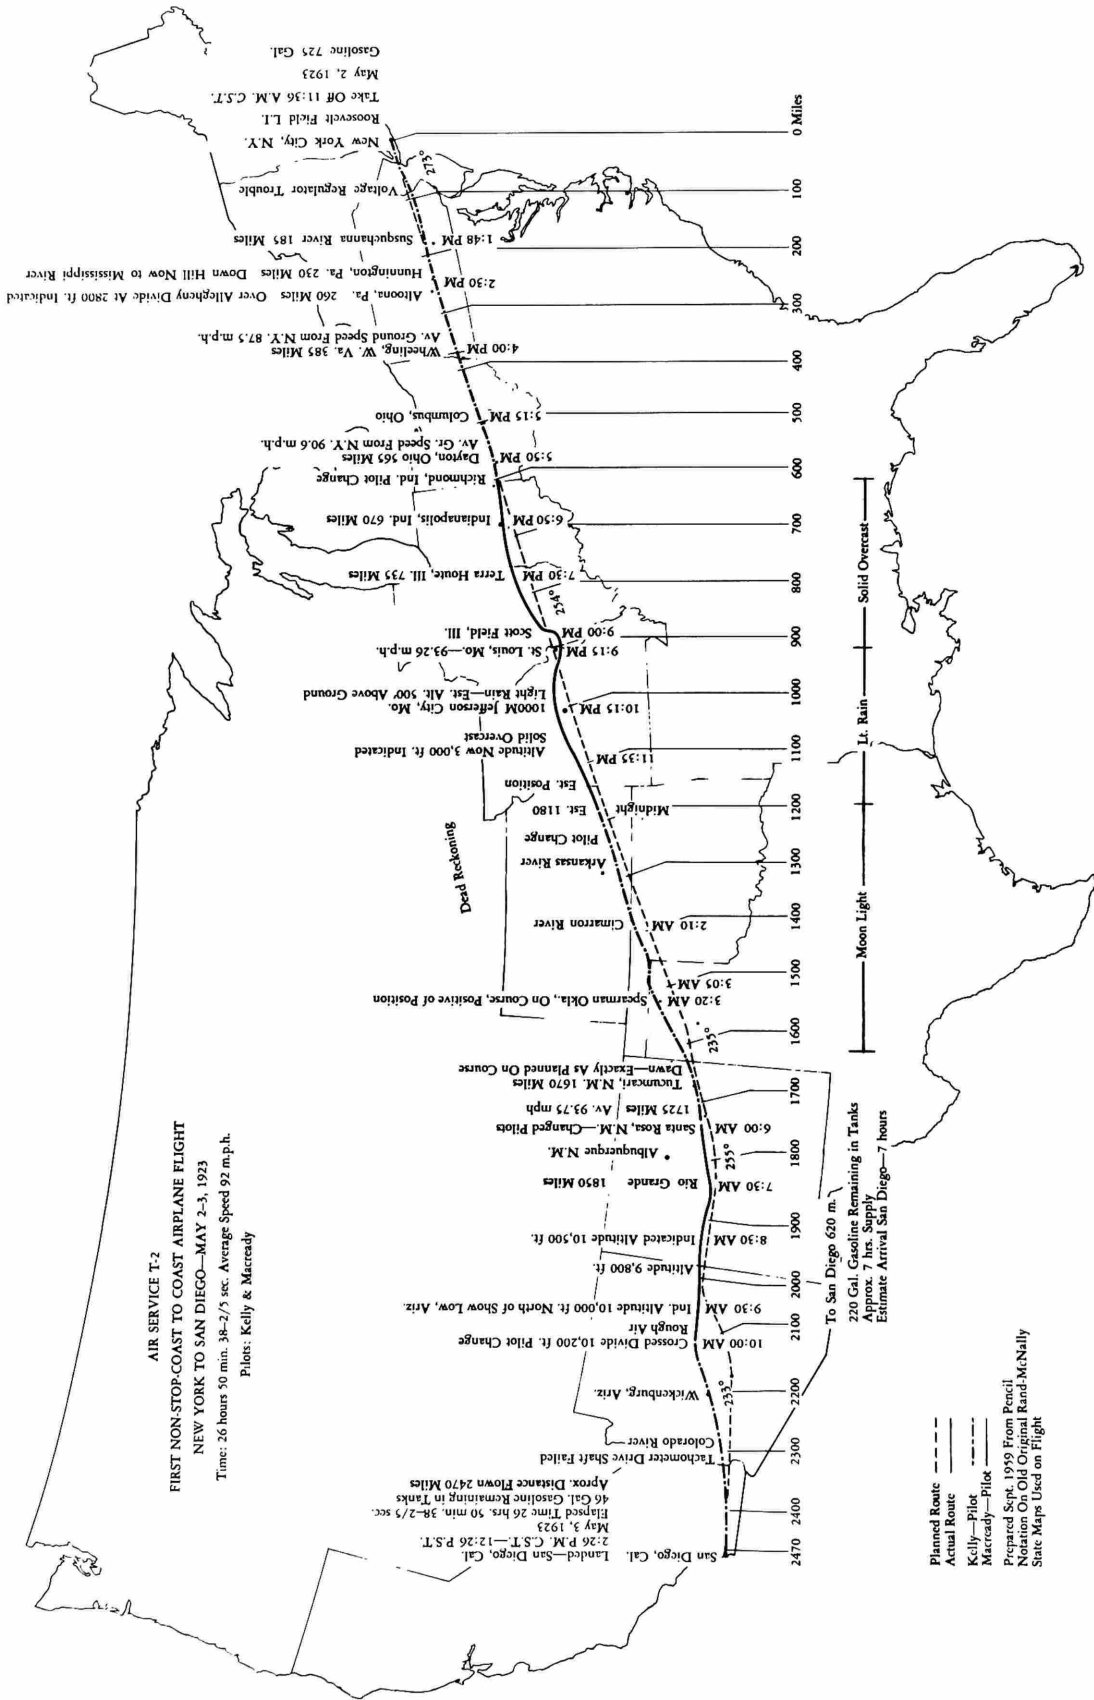 AIR SERVICE T-2
FIRST NON-STOP-COAST TO COAST AIRPLANE FLIGHT
NEW YORK TO SAN DIEGO—MAY 2-3, 1923
Time: 26 hours 50 min. 38-2/5 sec. Average Speed 92 m.p.h.
Pilots: Kelly & Macready
Gasoline 725 Gal.
May 2, 1923
Take Off 11:36 A.M. C.S.T.
Roosevelt Field L.I.
New York City, N.Y.
Voltage Regulator Trouble
Susquehanna River 185 Miles
Hunnington, Pa. 230 Miles Down Hill Now to Mississippi River
Altoona, Pa. 260 Miles Over Allegheny Divide At 2800 ft. Indicated
Av. Ground Speed From N.Y. 87.5 m.p.h.
Wheeling, W. Va. 385 Miles
Columbus, Ohio
Av. Gr. Speed From N.Y. 90.6 m.p.h.
Dayton, Ohio 565 Miles
Richmond, Ind. Pilot Change
Indianapolis, Ind. 670 Miles
Terra Houte, Ill. 735 Miles
Scott Field, Ill.
St. Louis, Mo.—93.26 m.p.h.
Light Rain—Est. Alt. 500' Above Ground
1000M Jefferson City, Mo.
Solid Overcast
Altitude Now 3,000 ft. Indicated
Est. Position
Est. 1180
Pilot Change
Arkansas River
Dead Reckoning
Cimarron River
Spearman Okla., On Course, Positive of Position
Dawn—Exactly As Planned On Course
Tucumcari, N.M. 1670 Miles
1725 Miles Av. 93.75 mph
Santa Rosa, N.M.—Changed Pilots
Albuquerque N.M.
Rio Grande 1850 Miles
Indicated Altitude 10,500 ft.
Altitude 9,800 ft.
Ind. Altitude 10,000 ft. North of Show Low, Ariz.
Rough Air
Crossed Divide 10,200 ft. Pilot Change
Wickenburg, Ariz.
Colorado River
Tachometer Drive Shaft Failed
Aprox. Distance Flown 2470 Miles
46 Gal. Gasoline Remaining in Tanks
Elapsed Time 26 hrs. 50 min. 38-2/5 sec.
May 3, 1923
2:26 P.M. C.S.T.—12:26 P.S.T.
San Diego, Cal. Landed—San Diego, Cal.
273°
1:48 PM
2:30 PM
4:00 PM
5:15 PM
5:50 PM
6:50 PM
7:30 PM
254°
9:00 PM
9:15 PM
10:15 PM
11:35 PM
Midnight
2:10 AM
3:05 AM
3:20 AM
235°
6:00 AM
255°
7:30 AM
8:30 AM
9:30 AM
10:00 AM
233°
0 Miles
100
200
300
400
500
600
700
800
900
1000
1100
1200
1300
1400
1500
1600
1700
1800
1900
2000
2100
2200
2300
2400
2470
Moon Light
Lt. Rain
Solid Overcast
To San Diego 620 m.
220 Gal. Gasoline Remaining in Tanks
Approx. 7 hrs. Supply
Estimate Arrival San Diego—7 hours
Planned Route
Actual Route
Kelly—Pilot
Macready—Pilot
Prepared Sept. 1959 From Pencil
Notation On Old Original Rand-McNally
State Maps Used on Flight